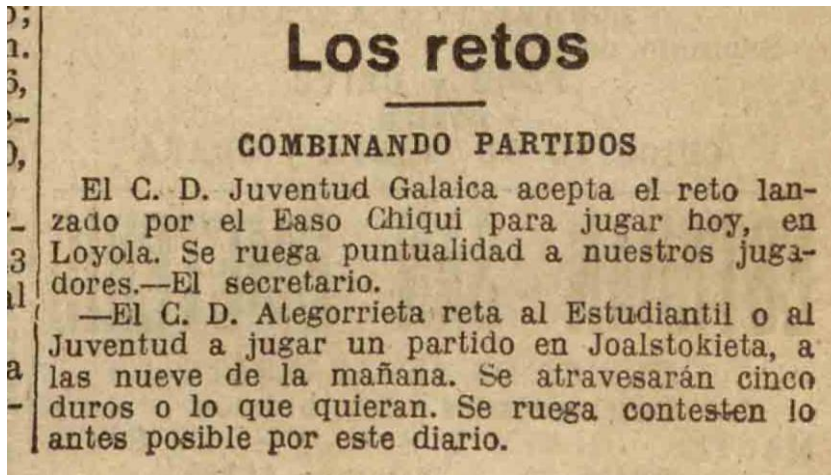 Los retos
COMBINANDO PARTIDOS
El C. D. Juventud Galaica acepta el reto lan-
zado por el Easo Chiqui para jugar hoy, en
Loyola. Se ruega puntualidad a nuestros juga-
dores.—El secretario.
—El C. D. Ategorrieta reta al Estudiantil o al
Juventud a jugar un partido en Joalstokieta, a
las nueve de la mañana. Se atravesarán cinco
duros o lo que quieran. Se ruega contesten lo
antes posible por este diario.